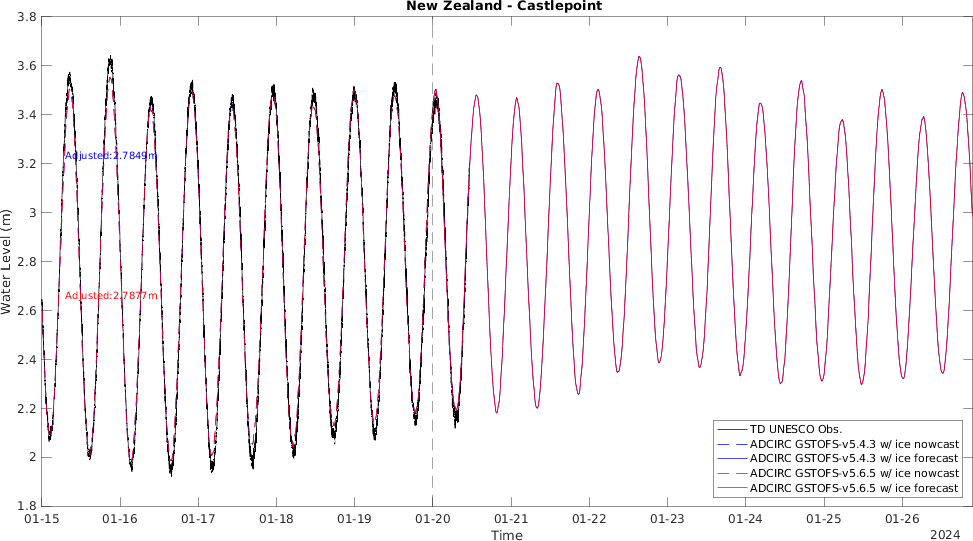 New Zealand - Castlepoint
3.8
3.6
3.4
3.2
3
2.8
2.6
2.4
2.2
2
1.8
Water Level (m)
Adjusted:2.7849m
Adjusted:2.7877m
TD UNESCO Obs.
ADCIRC GSTOFS-v5.4.3 w/ ice nowcast
ADCIRC GSTOFS-v5.4.3 w/ ice forecast
ADCIRC GSTOFS-v5.6.5 w/ ice nowcast
ADCIRC GSTOFS-v5.6.5 w/ ice forecast
01-15 01-16 01-17 01-18 01-19 01-20 01-21 01-22 01-23 01-24 01-25 01-26
Time
2024